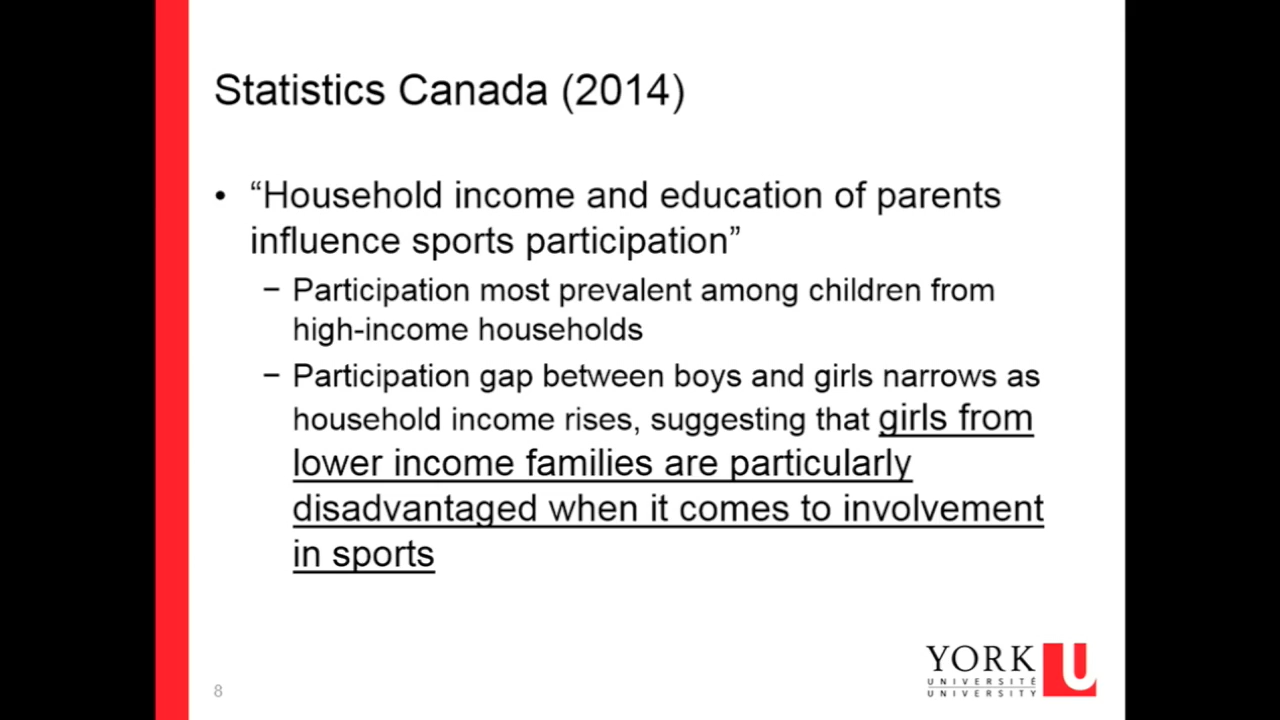 Statistics Canada (2014)
• “Household income and education of parents
influence sports participation”
− Participation most prevalent among children from
high-income households
− Participation gap between boys and girls narrows as
household income rises, suggesting that girls from
lower income families are particularly
disadvantaged when it comes to involvement
in sports
8
YORK U
UNIVERSITÉ
UNIVERSITY